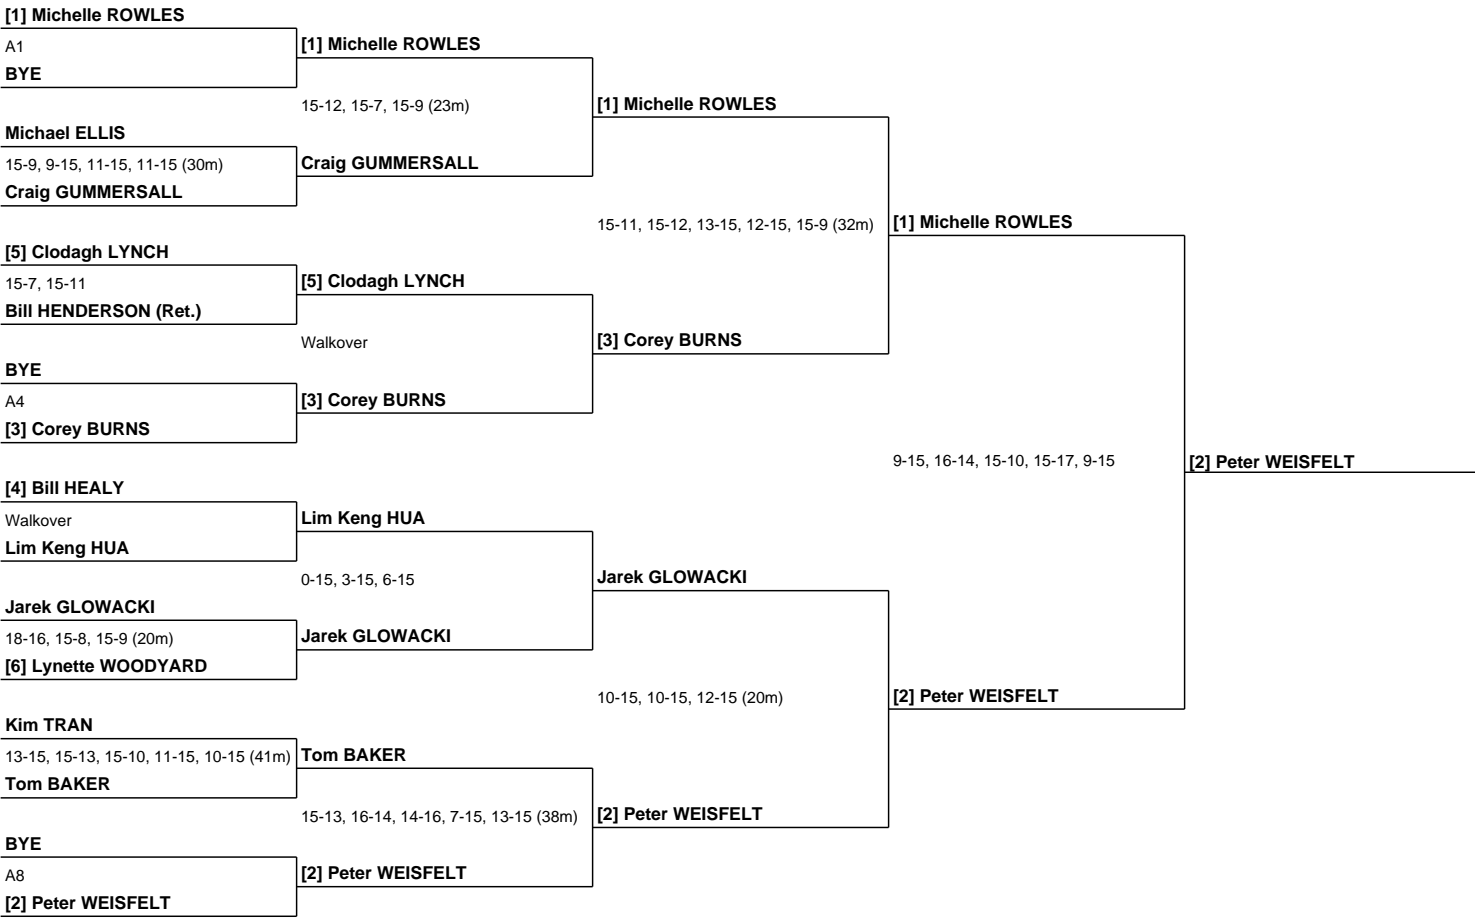 [1] Michelle ROWLES
A1
BYE
[1] Michelle ROWLES
15-12, 15-7, 15-9 (23m)
[1] Michelle ROWLES
Michael ELLIS
15-9, 9-15, 11-15, 11-15 (30m)
Craig GUMMERSALL
Craig GUMMERSALL
15-11, 15-12, 13-15, 12-15, 15-9 (32m)
[1] Michelle ROWLES
[5] Clodagh LYNCH
15-7, 15-11
Bill HENDERSON (Ret.)
[5] Clodagh LYNCH
Walkover
[3] Corey BURNS
BYE
A4
[3] Corey BURNS
[3] Corey BURNS
9-15, 16-14, 15-10, 15-17, 9-15
[2] Peter WEISFELT
[4] Bill HEALY
Walkover
Lim Keng HUA
Lim Keng HUA
0-15, 3-15, 6-15
Jarek GLOWACKI
Jarek GLOWACKI
18-16, 15-8, 15-9 (20m)
[6] Lynette WOODYARD
Jarek GLOWACKI
10-15, 10-15, 12-15 (20m)
[2] Peter WEISFELT
Kim TRAN
13-15, 15-13, 15-10, 11-15, 10-15 (41m)
Tom BAKER
Tom BAKER
15-13, 16-14, 14-16, 7-15, 13-15 (38m)
[2] Peter WEISFELT
BYE
A8
[2] Peter WEISFELT
[2] Peter WEISFELT